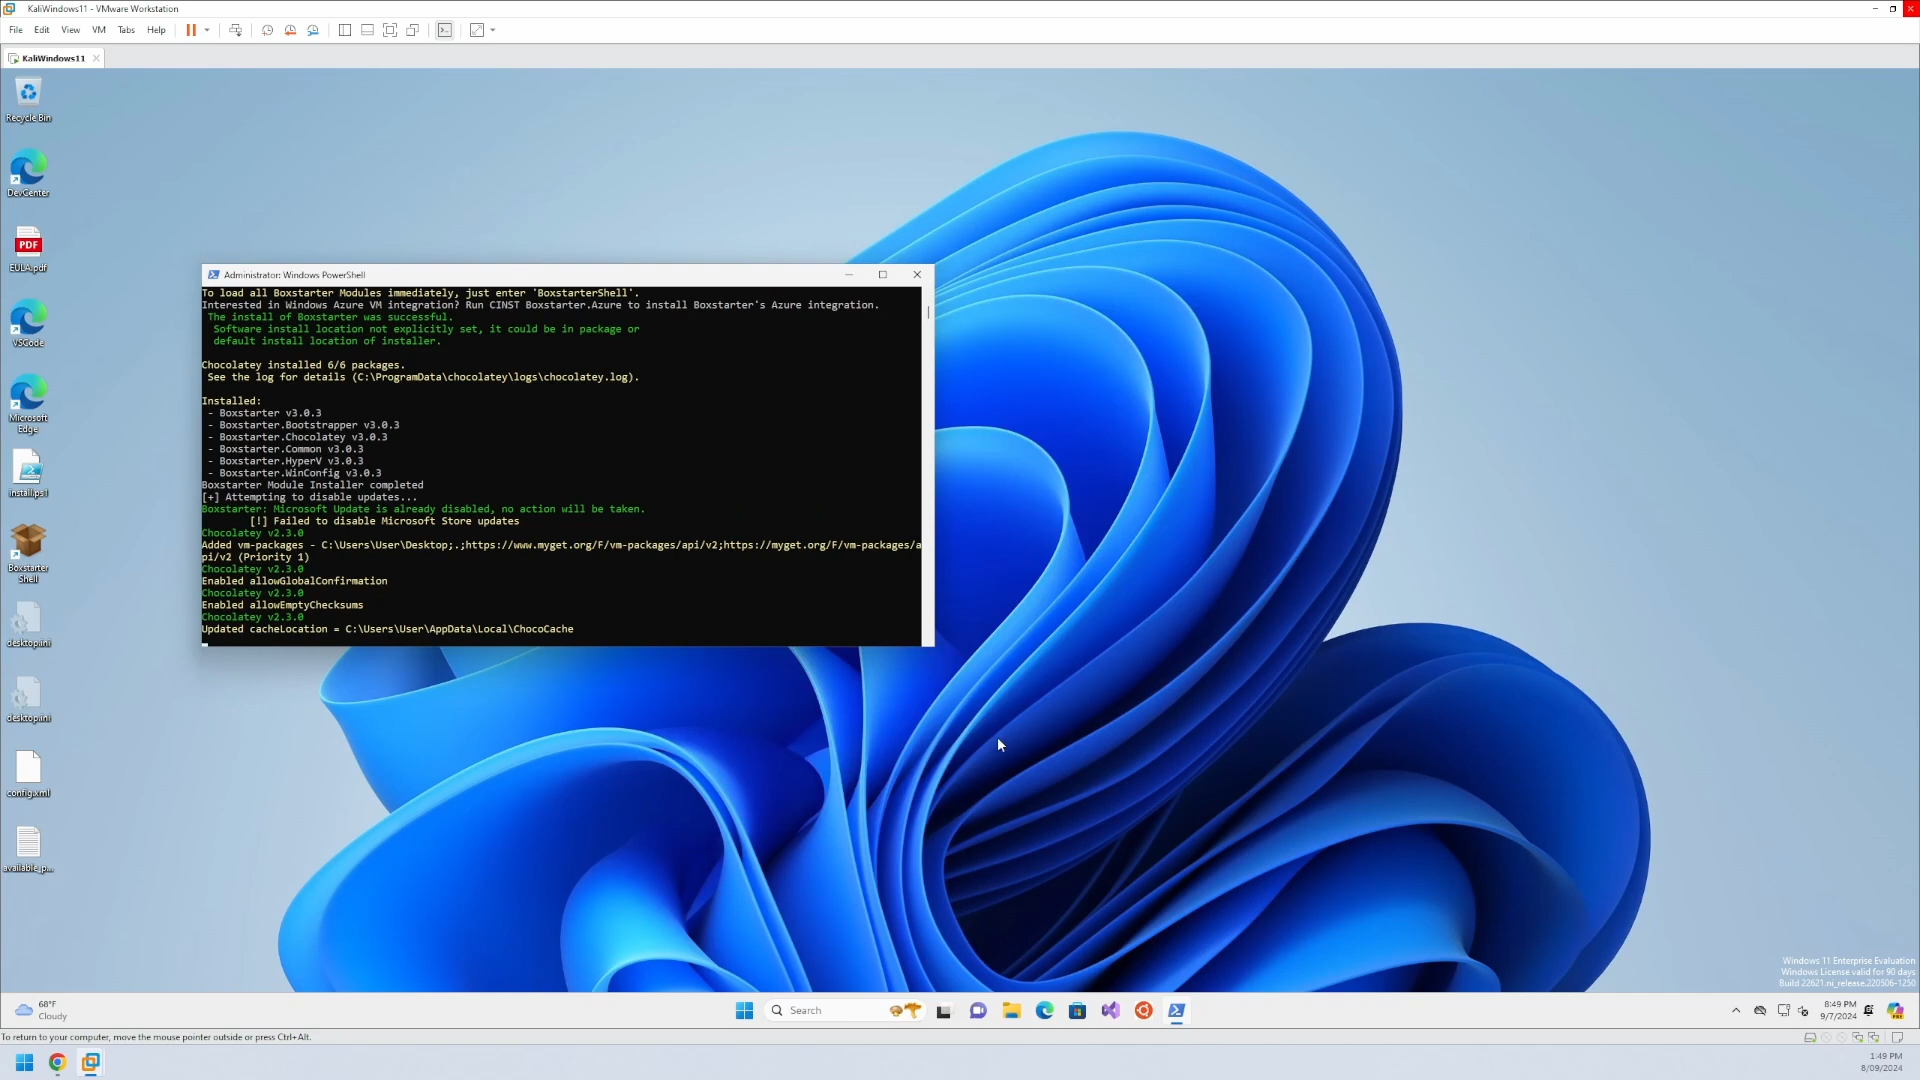 KaliWindows11 - VMware Workstation
File Edit View VM Tabs Help
KaliWindows11
Recycle Bin
DevCenter
PDF
EULA.pdf
VSCode
Microsoft
Edge
install.ps1
Boxstarter
Shell
desktop.ini
desktop.ini
config.xml
available_p...
Administrator: Windows PowerShell
To load all Boxstarter Modules immediately, just enter 'BoxstarterShell'.
Interested in Windows Azure VM integration? Run CINST Boxstarter.Azure to install Boxstarter's Azure integration.
The install of Boxstarter was successful.
Software install location not explicitly set, it could be in package or
default install location of installer.
Chocolatey installed 6/6 packages.
See the log for details (C:\ProgramData\chocolatey\logs\chocolatey.log).
Installed:
- Boxstarter v3.0.3
- Boxstarter.Bootstrapper v3.0.3
- Boxstarter.Chocolatey v3.0.3
- Boxstarter.Common v3.0.3
- Boxstarter.HyperV v3.0.3
- Boxstarter.WinConfig v3.0.3
Boxstarter Module Installer completed
[+] Attempting to disable updates...
Boxstarter: Microsoft Update is already disabled, no action will be taken.
[!] Failed to disable Microsoft Store updates
Chocolatey v2.3.0
Added vm-packages - C:\Users\User\Desktop;.;https://www.myget.org/F/vm-packages/api/v2;https://myget.org/F/vm-packages/a
pi/v2 (Priority 1)
Chocolatey v2.3.0
Enabled allowGlobalConfirmation
Chocolatey v2.3.0
Enabled allowEmptyChecksums
Chocolatey v2.3.0
Updated cacheLocation = C:\Users\User\AppData\Local\ChocoCache
Windows 11 Enterprise Evaluation
Windows License valid for 90 days
Build 22621.ni_release.220506-1250
68°F
Cloudy
Search
8:49 PM
9/7/2024
To return to your computer, move the mouse pointer outside or press Ctrl+Alt.
1:49 PM
8/09/2024